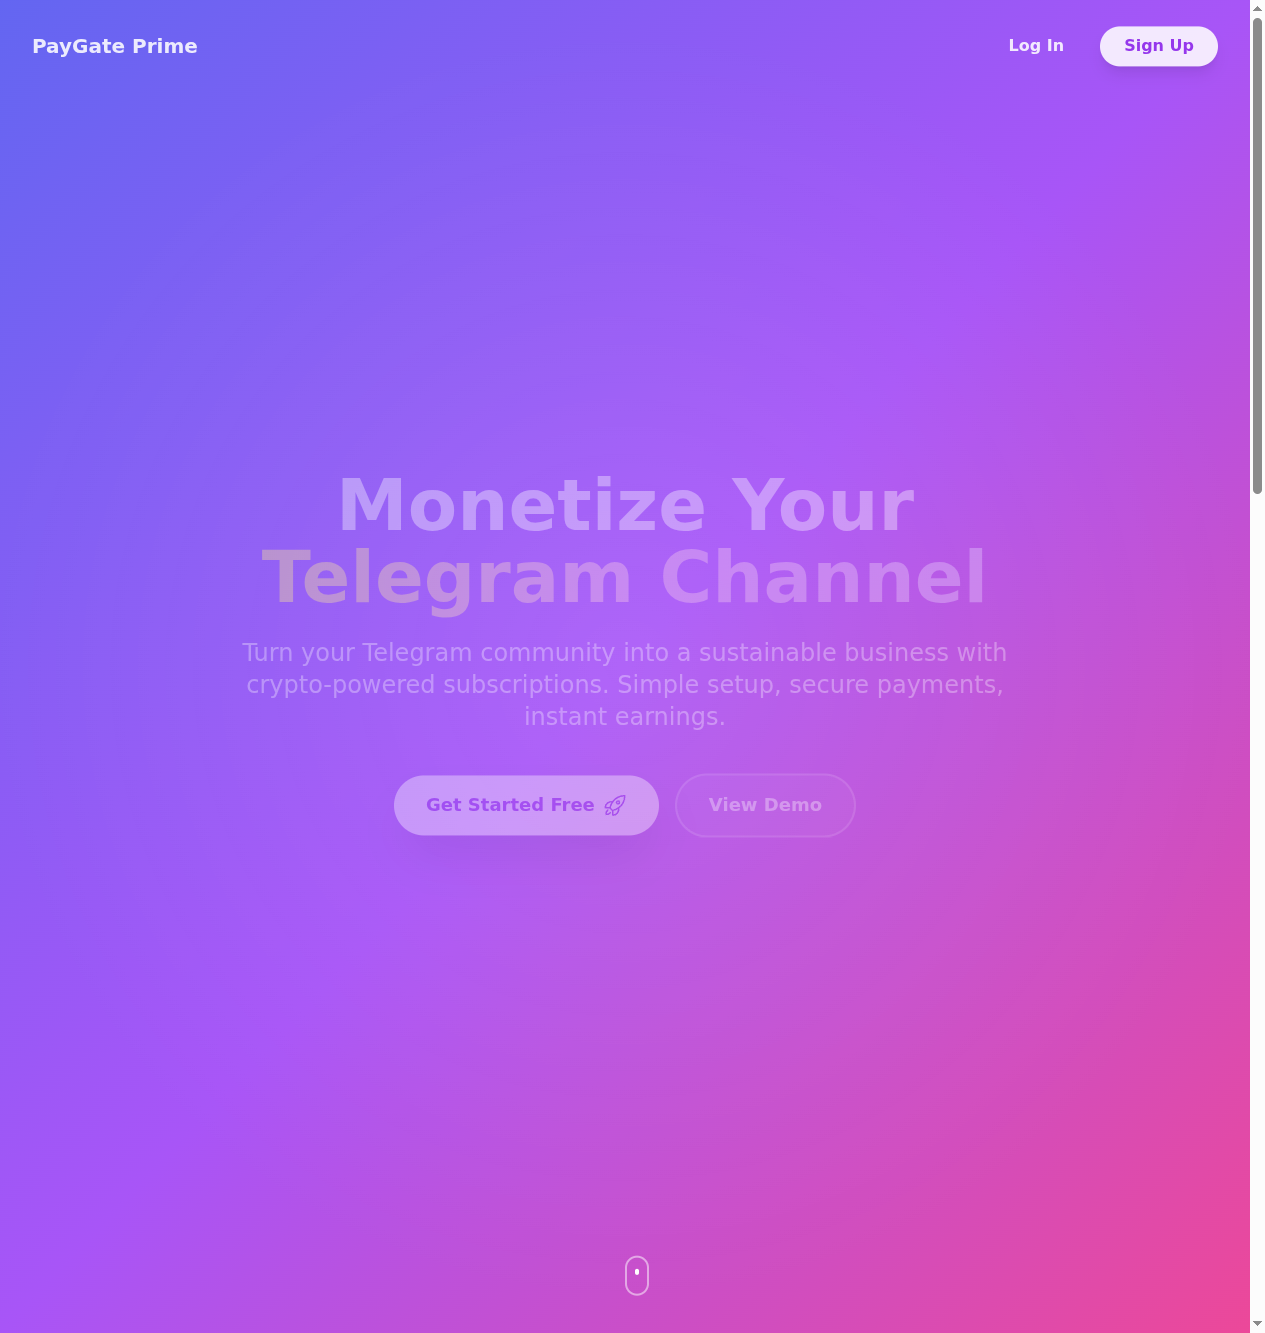 PayGate Prime
Log In
Sign Up
Monetize Your
Telegram Channel
Turn your Telegram community into a sustainable business with
crypto-powered subscriptions. Simple setup, secure payments,
instant earnings.
Get Started Free
View Demo